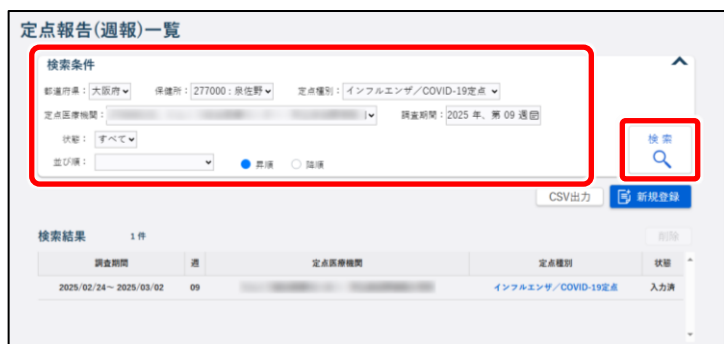 定点報告(週報)一覧
検索条件
都道府県： 大阪府 保健所： 277000：泉佐野 定点種別： インフルエンザ／COVID-19定点
定点医療機関： 調査期間： 2025 年、第 09 週
状態： すべて
並び順： 昇順 降順
検索
CSV出力 新規登録
検索結果 1 件 削除
調査期間 週 定点医療機関 定点種別 状態
2025/02/24～ 2025/03/02 09 インフルエンザ／COVID-19定点 入力済